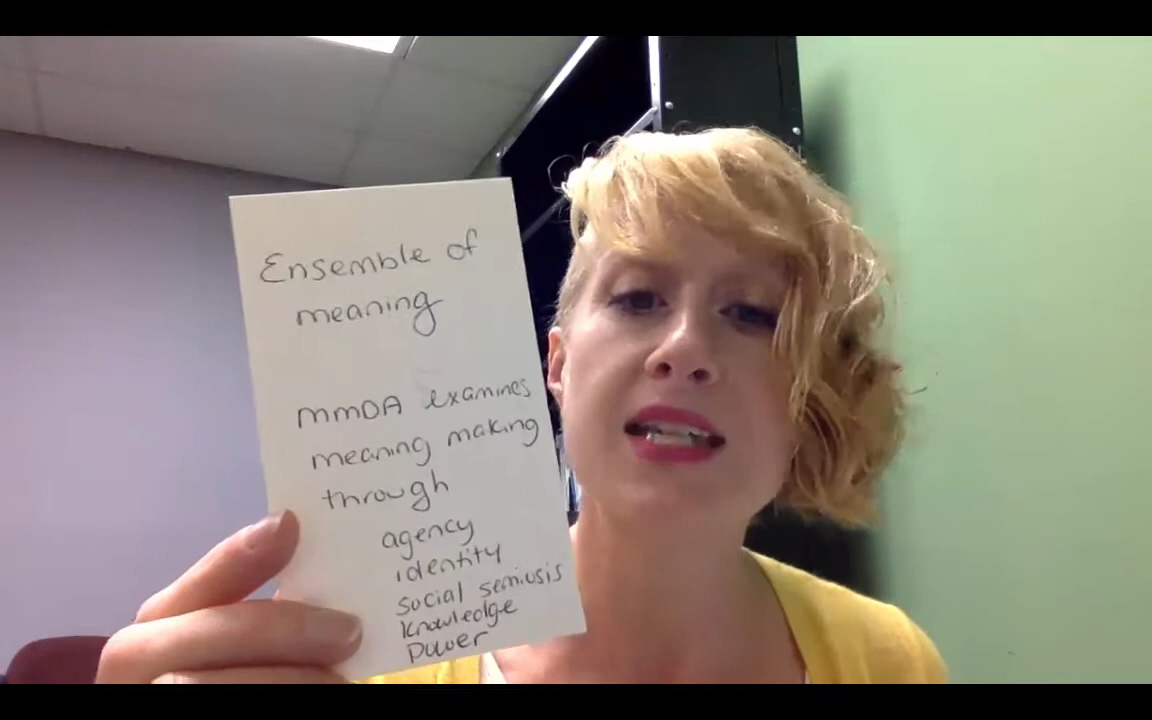 Ensemble of
meaning
MMDA examines
meaning making
through
agency
identity
social semiosis
knowledge
power